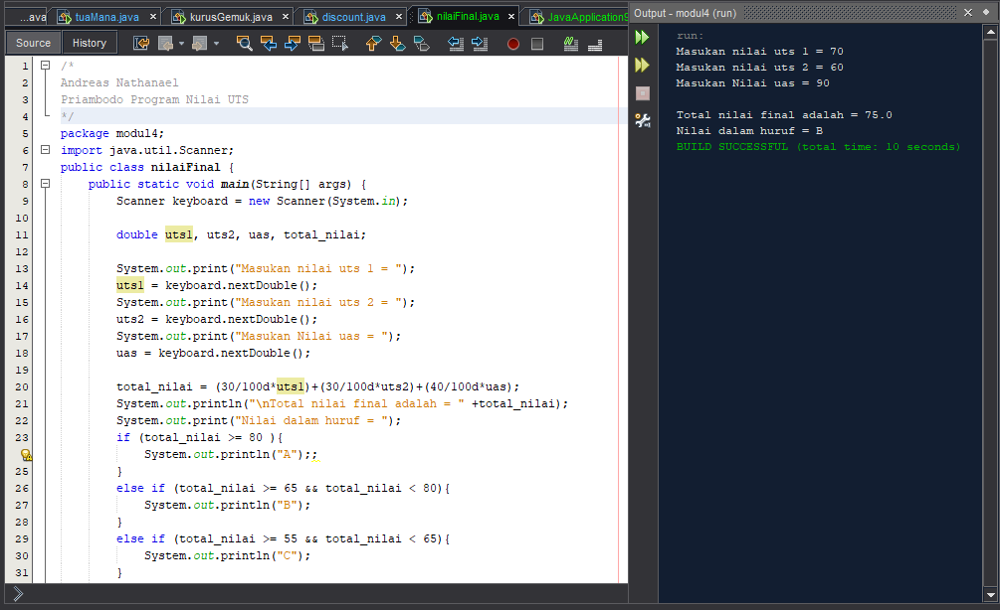 ...ava tuaMana.java × kurusGemuk.java × discount.java × nilaiFinal.java × JavaApplication9
Source History
1 /*
2 Andreas Nathanael
3 Priambodo Program Nilai UTS
4 */
5 package modul4;
6 import java.util.Scanner;
7 public class nilaiFinal {
8 public static void main(String[] args) {
9 Scanner keyboard = new Scanner(System.in);
10
11 double uts1, uts2, uas, total_nilai;
12
13 System.out.print("Masukan nilai uts 1 = ");
14 uts1 = keyboard.nextDouble();
15 System.out.print("Masukan nilai uts 2 = ");
16 uts2 = keyboard.nextDouble();
17 System.out.print("Masukan Nilai uas = ");
18 uas = keyboard.nextDouble();
19
20 total_nilai = (30/100d*uts1)+(30/100d*uts2)+(40/100d*uas);
21 System.out.println("\nTotal nilai final adalah = " +total_nilai);
22 System.out.print("Nilai dalam huruf = ");
23 if (total_nilai >= 80 ){
System.out.println("A");;
25 }
26 else if (total_nilai >= 65 && total_nilai < 80){
27 System.out.println("B");
28 }
29 else if (total_nilai >= 55 && total_nilai < 65){
30 System.out.println("C");
31 }
Output - modul4 (run) ×
run:
Masukan nilai uts 1 = 70
Masukan nilai uts 2 = 60
Masukan Nilai uas = 90
Total nilai final adalah = 75.0
Nilai dalam huruf = B
BUILD SUCCESSFUL (total time: 10 seconds)